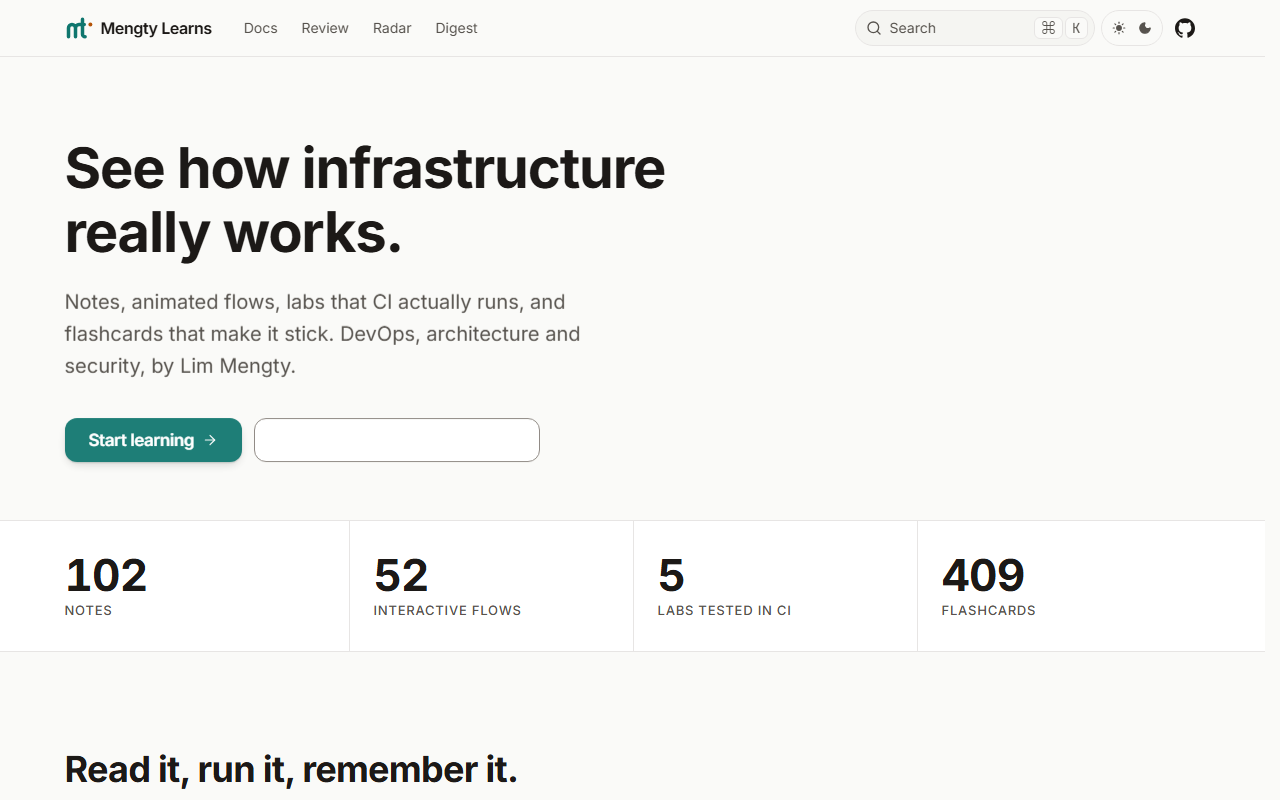 mt Mengty Learns Docs Review Radar Digest Search ⌘ K
See how infrastructure
really works.
Notes, animated flows, labs that CI actually runs, and
flashcards that make it stick. DevOps, architecture and
security, by Lim Mengty.
Start learning →
102 52 5 409
NOTES INTERACTIVE FLOWS LABS TESTED IN CI FLASHCARDS
Read it, run it, remember it.